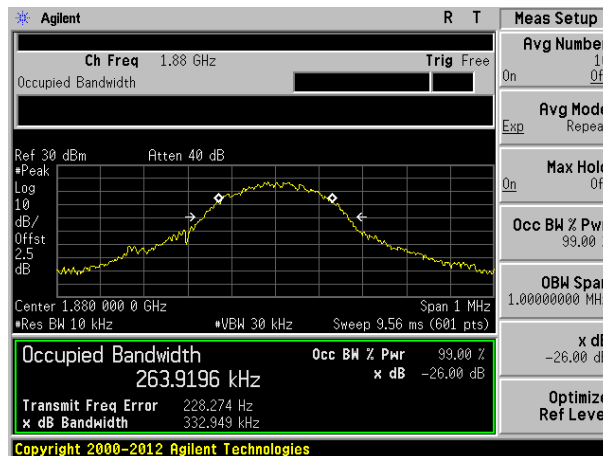 Agilent R T Meas Setup
Ch Freq 1.88 GHz Trig Free
Occupied Bandwidth
Avg Number
On
Avg Mode
Exp
Max Hold
On
Occ BW % Pwr
99.00
OBW Span
1.00000000
x dB
-26.00
Optimize
Ref Level
Ref 30 dBm Atten 40 dB
#Peak
Log
10
dB/
Offst
2.5
dB
Center 1.880 000 0 GHz Span 1 MHz
#Res BW 10 kHz #VBW 30 kHz Sweep 9.56 ms (601 pts)
Occupied Bandwidth Occ BW % Pwr 99.00 %
263.9196 kHz x dB -26.00 dB
Transmit Freq Error 228.274 Hz
x dB Bandwidth 332.949 kHz
Copyright 2000-2012 Agilent Technologies